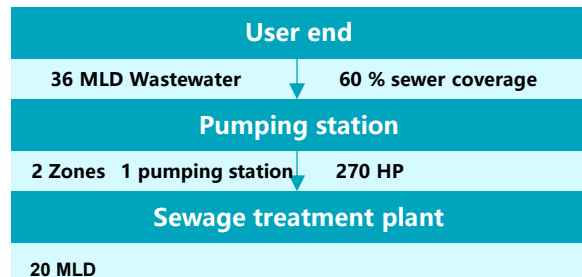 User end
36 MLD Wastewater 60 % sewer coverage
Pumping station
2 Zones 1 pumping station 270 HP
Sewage treatment plant
20 MLD